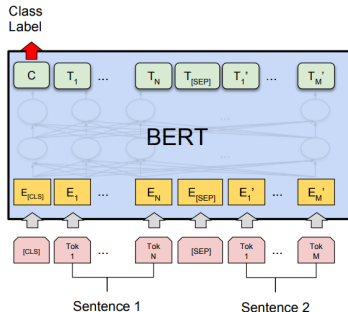 Class
Label
C T1 ... TN T[SEP] T1' ... TM'
...
BERT
...
E[CLS] E1 ... EN E[SEP] E1' ... EM'
[CLS] Tok 1 ... Tok N [SEP] Tok 1 ... Tok M
Sentence 1 Sentence 2